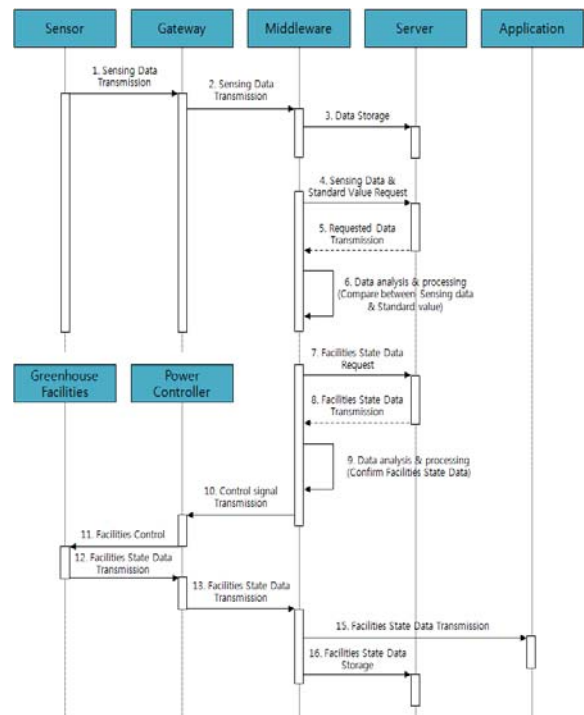 Sensor
Gateway
Middleware
Server
Application
1. Sensing Data
Transmission
2. Sensing Data
Transmission
3. Data Storage
4. Sensing Data &
Standard Value Request
5. Requested Data
Transmission
6. Data analysis & processing
(Compare between Sensing data
& Standard value)
7. Facilities State Data
Request
Greenhouse
Facilities
Power
Controller
8. Facilities State Data
Transmission
9. Data analysis & processing
(Confirm Facilities State Data)
10. Control signal
Transmission
11. Facilities Control
12. Facilities State Data
Transmission
13. Facilities State Data
Transmission
15. Facilities State Data Transmission
16. Facilities State Data
Storage